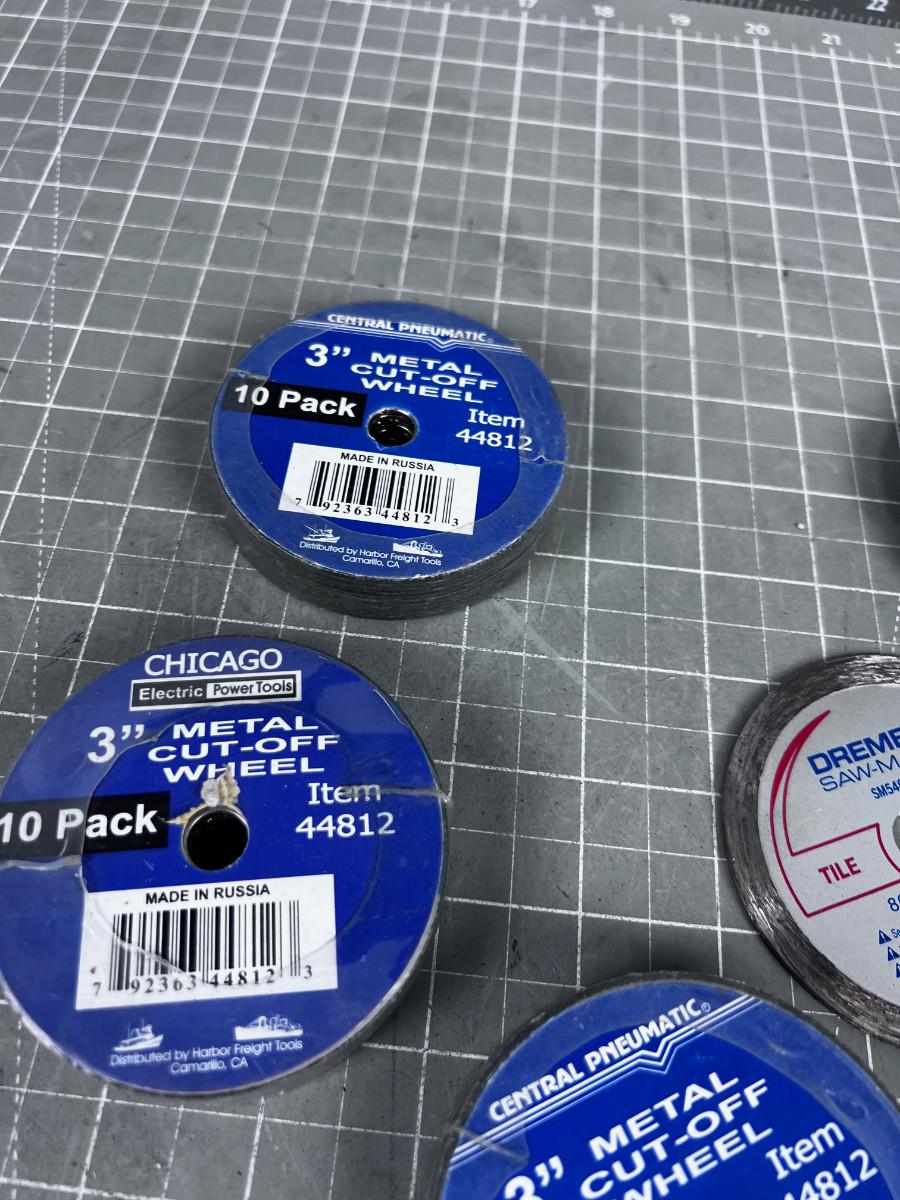 17 18 19 20 21
22
CENTRAL PNEUMATIC®
3” METAL
CUT-OFF
WHEEL
10 Pack
Item
44812
MADE IN RUSSIA
7 92363 44812 3
Distributed by Harbor Freight Tools
Camarillo, CA
CHICAGO
Electric Power Tools
3” METAL
CUT-OFF
WHEEL
10 Pack
Item
44812
MADE IN RUSSIA
7 92363 44812 3
Distributed by Harbor Freight Tools
Camarillo, CA
TILE
CENTRAL PNEUMATIC®
3” METAL
CUT-OFF
WHEEL
Item
44812